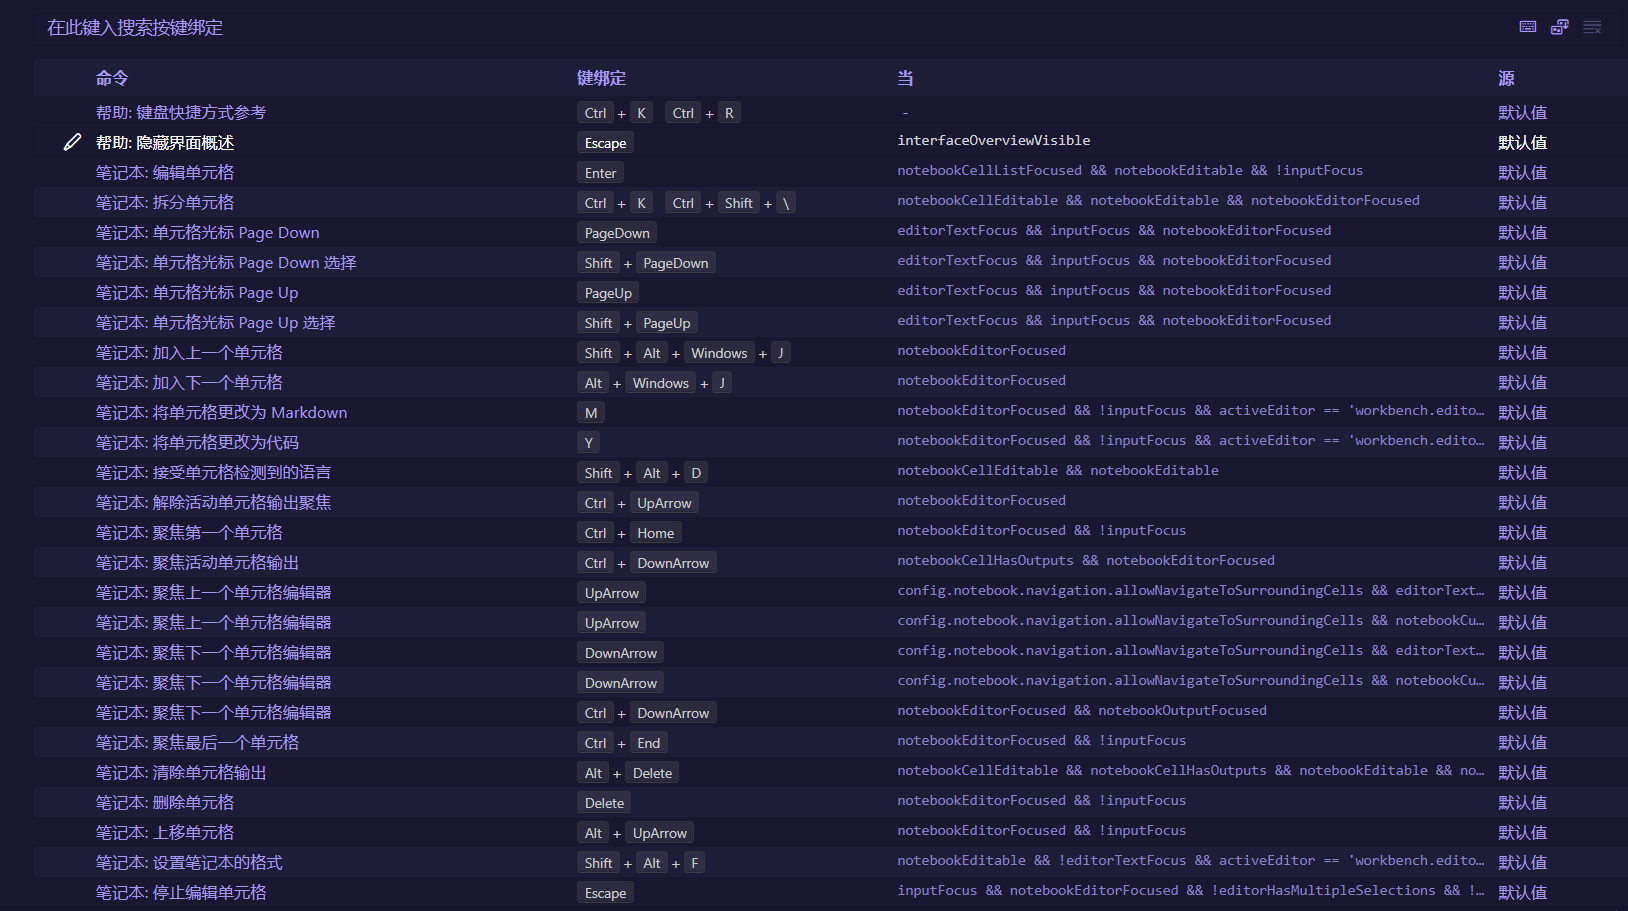 在此键入搜索按键绑定
命令 键绑定 当 源
帮助: 键盘快捷方式参考 Ctrl + K Ctrl + R - 默认值
帮助: 隐藏界面概述 Escape interfaceOverviewVisible 默认值
笔记本: 编辑单元格 Enter notebookCellListFocused && notebookEditable && !inputFocus 默认值
笔记本: 拆分单元格 Ctrl + K Ctrl + Shift + \ notebookCellEditable && notebookEditable && notebookEditorFocused 默认值
笔记本: 单元格光标 Page Down PageDown editorTextFocus && inputFocus && notebookEditorFocused 默认值
笔记本: 单元格光标 Page Down 选择 Shift + PageDown editorTextFocus && inputFocus && notebookEditorFocused 默认值
笔记本: 单元格光标 Page Up PageUp editorTextFocus && inputFocus && notebookEditorFocused 默认值
笔记本: 单元格光标 Page Up 选择 Shift + PageUp editorTextFocus && inputFocus && notebookEditorFocused 默认值
笔记本: 加入上一个单元格 Shift + Alt + Windows + J notebookEditorFocused 默认值
笔记本: 加入下一个单元格 Alt + Windows + J notebookEditorFocused 默认值
笔记本: 将单元格更改为 Markdown M notebookEditorFocused && !inputFocus && activeEditor == 'workbench.edito… 默认值
笔记本: 将单元格更改为代码 Y notebookEditorFocused && !inputFocus && activeEditor == 'workbench.edito… 默认值
笔记本: 接受单元格检测到的语言 Shift + Alt + D notebookCellEditable && notebookEditable 默认值
笔记本: 解除活动单元格输出聚焦 Ctrl + UpArrow notebookEditorFocused 默认值
笔记本: 聚焦第一个单元格 Ctrl + Home notebookEditorFocused && !inputFocus 默认值
笔记本: 聚焦活动单元格输出 Ctrl + DownArrow notebookCellHasOutputs && notebookEditorFocused 默认值
笔记本: 聚焦上一个单元格编辑器 UpArrow config.notebook.navigation.allowNavigateToSurroundingCells && editorText… 默认值
笔记本: 聚焦上一个单元格编辑器 UpArrow config.notebook.navigation.allowNavigateToSurroundingCells && notebookCu… 默认值
笔记本: 聚焦下一个单元格编辑器 DownArrow config.notebook.navigation.allowNavigateToSurroundingCells && editorText… 默认值
笔记本: 聚焦下一个单元格编辑器 DownArrow config.notebook.navigation.allowNavigateToSurroundingCells && notebookCu… 默认值
笔记本: 聚焦下一个单元格编辑器 Ctrl + DownArrow notebookEditorFocused && notebookOutputFocused 默认值
笔记本: 聚焦最后一个单元格 Ctrl + End notebookEditorFocused && !inputFocus 默认值
笔记本: 清除单元格输出 Alt + Delete notebookCellEditable && notebookCellHasOutputs && notebookEditable && no… 默认值
笔记本: 删除单元格 Delete notebookEditorFocused && !inputFocus 默认值
笔记本: 上移单元格 Alt + UpArrow notebookEditorFocused && !inputFocus 默认值
笔记本: 设置笔记本的格式 Shift + Alt + F notebookEditable && !editorTextFocus && activeEditor == 'workbench.edito… 默认值
笔记本: 停止编辑单元格 Escape inputFocus && notebookEditorFocused && !editorHasMultipleSelections && !… 默认值